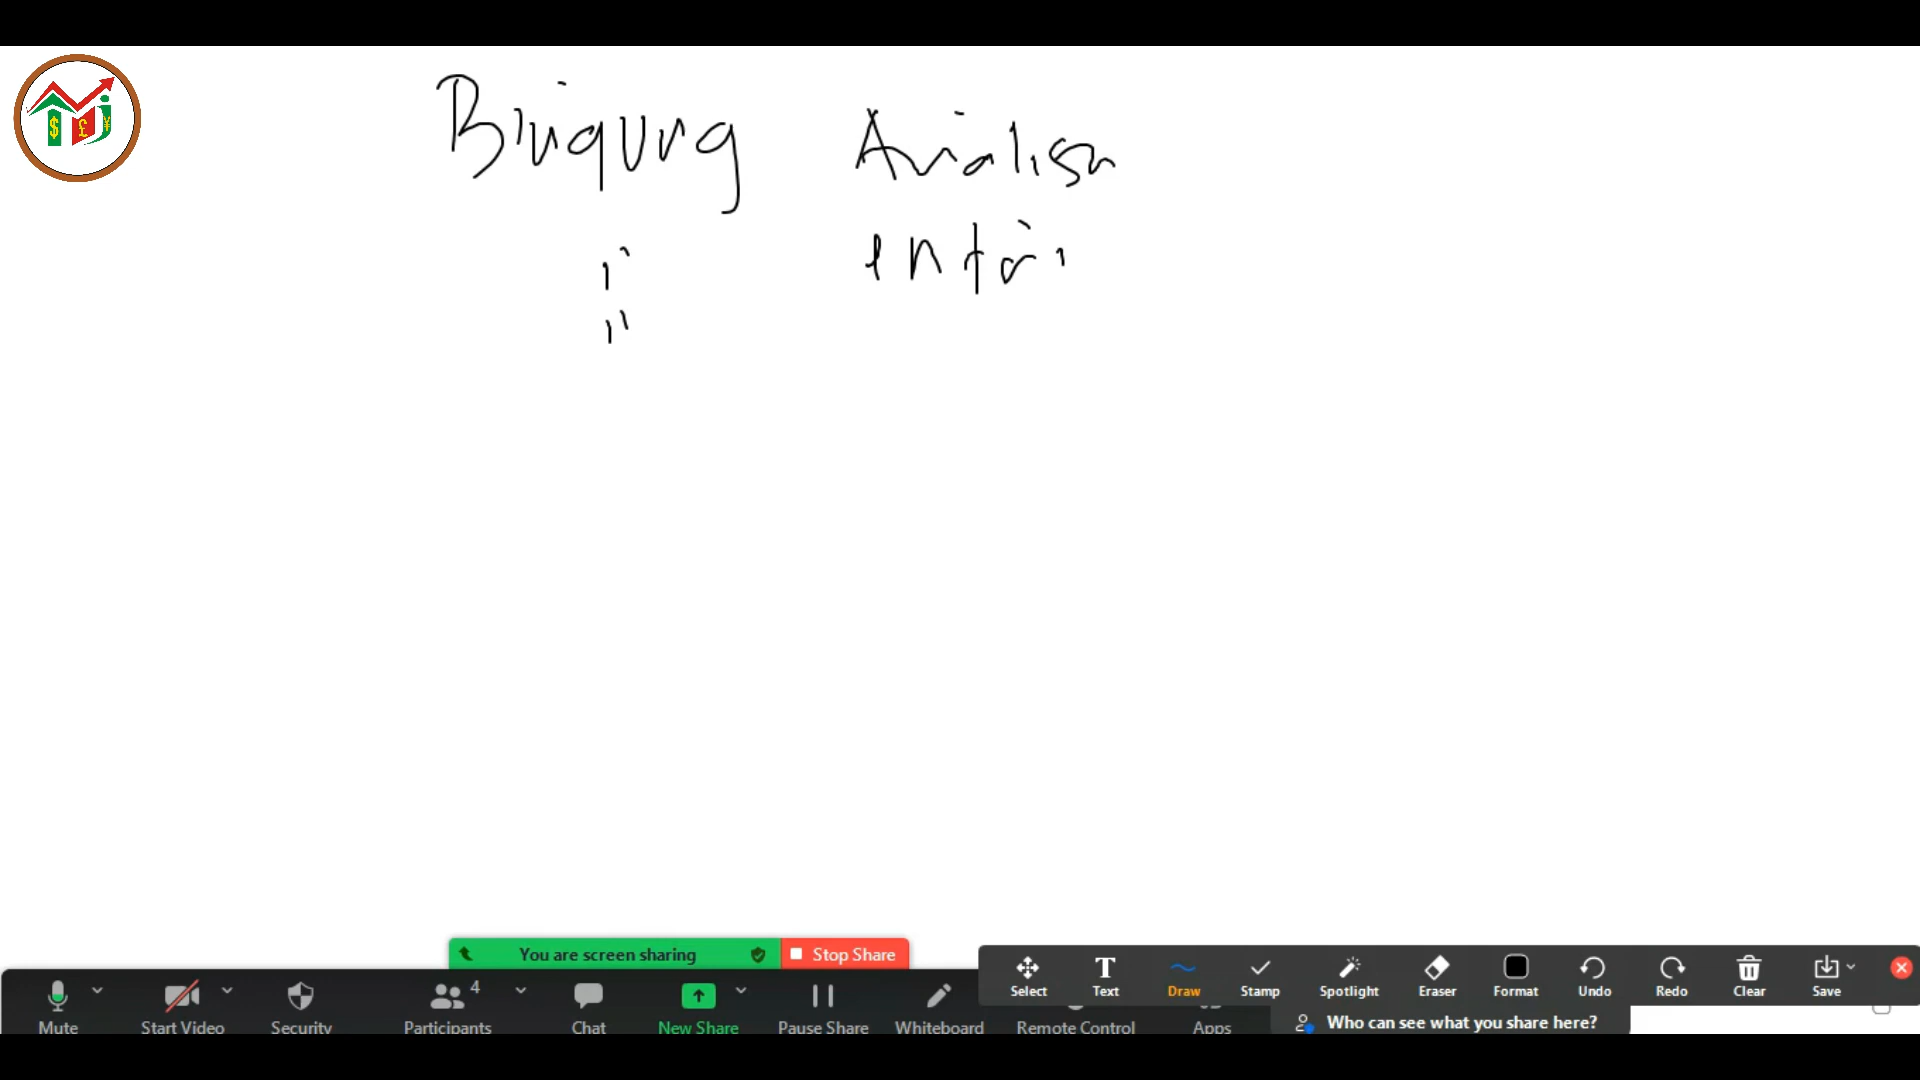 Bingung Analisa
"
"
entri
You are screen sharing Stop Share
Select Text Draw Stamp Spotlight Eraser Format Undo Redo Clear Save
4
Mute Start Video Security Participants Chat New Share Pause Share Whiteboard Remote Control Apps
Who can see what you share here?